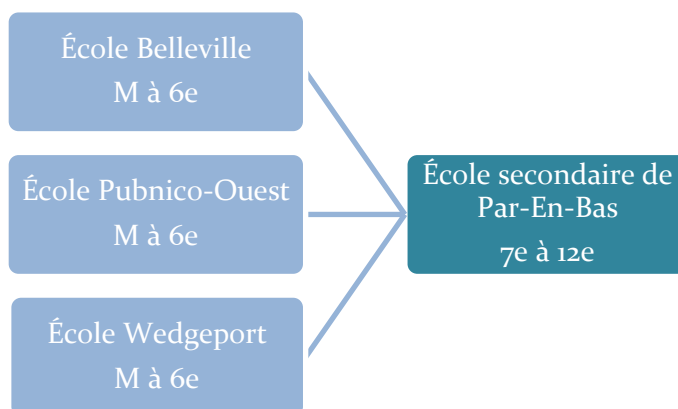 École Belleville
M à 6e
École Pubnico-Ouest
M à 6e
École Wedgeport
M à 6e
École secondaire de
Par-En-Bas
7e à 12e